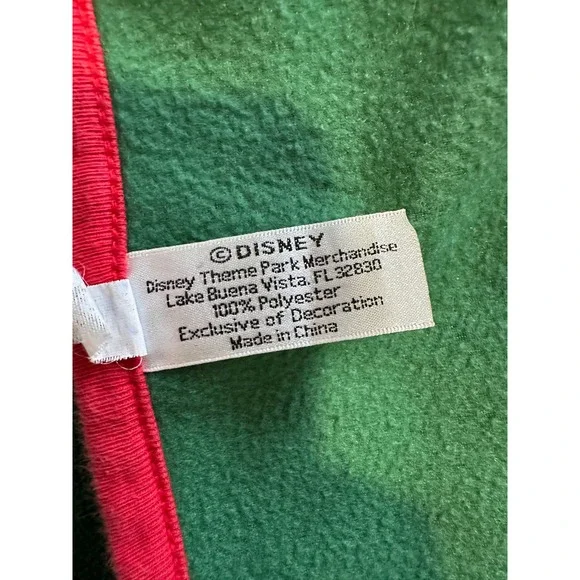 ©DISNEY
Disney Theme Park Merchandise
Lake Buena Vista, FL 32830
100% Polyester
Exclusive of Decoration
Made in China